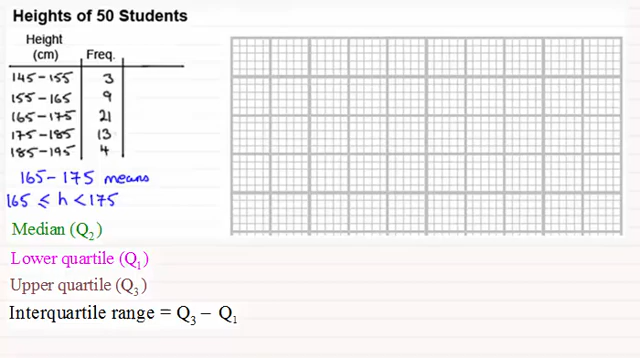 Heights of 50 Students
Height
(cm) Freq.
145-155 3
155-165 9
165-175 21
175-185 13
185-195 4
165-175 means
165 ≤ h < 175
Median (Q₂)
Lower quartile (Q₁)
Upper quartile (Q₃)
Interquartile range = Q₃ − Q₁